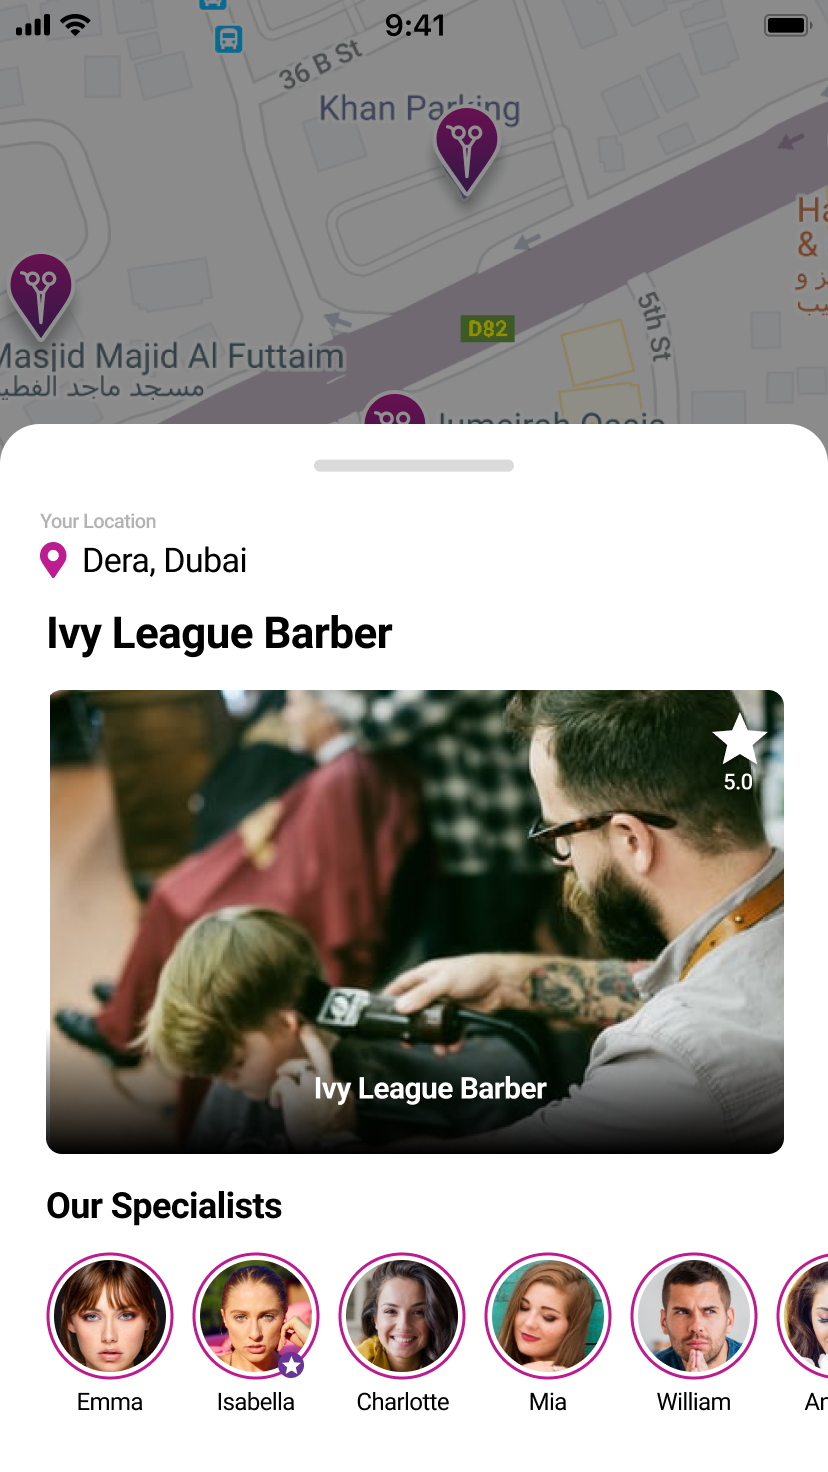 9:41
36 B St
Khan Parking
Ha
&
ز و
يب
5th St
D82
Masjid Majid Al Futtaim
مسجد ماجد الفطي
Jumeirah Oasis
Your Location
Dera, Dubai
Ivy League Barber
5.0
Ivy League Barber
Our Specialists
Emma
Isabella
Charlotte
Mia
William
Ar